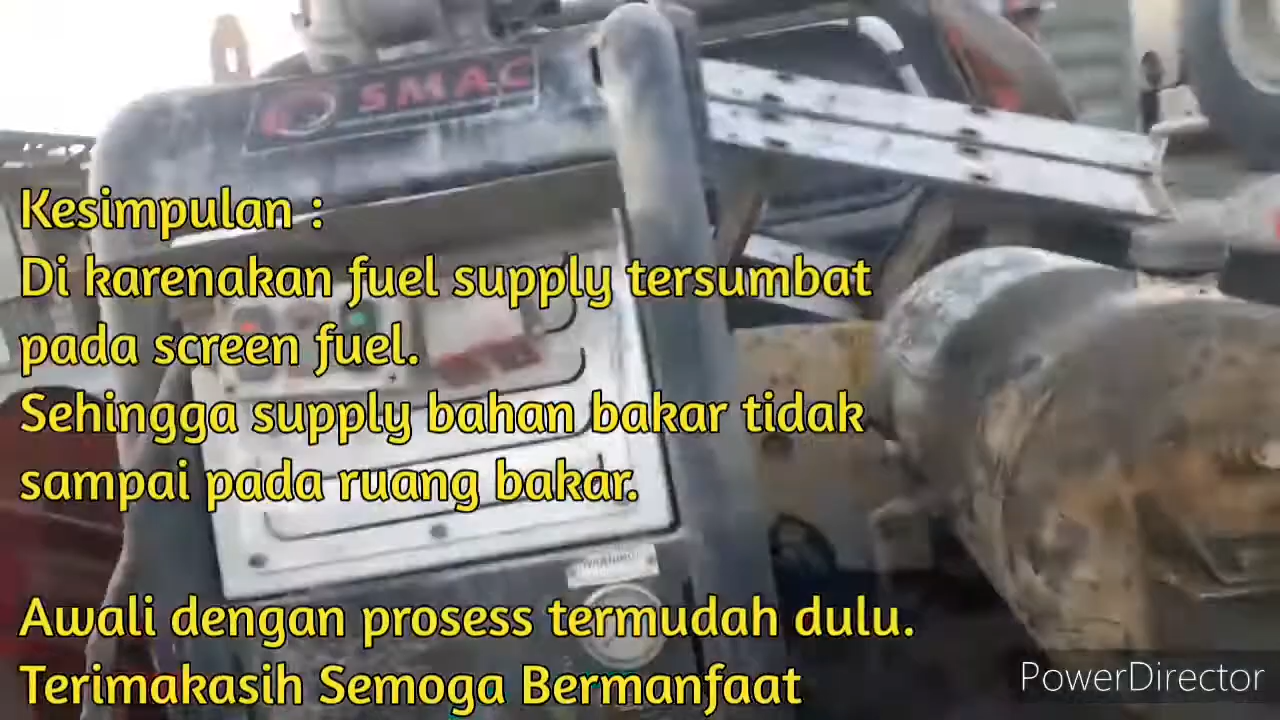 SMAC
Kesimpulan :
Di karenakan fuel supply tersumbat
pada screen fuel.
Sehingga supply bahan bakar tidak
sampai pada ruang bakar.
WARNING
Awali dengan prosess termudah dulu.
Terimakasih Semoga Bermanfaat
PowerDirector